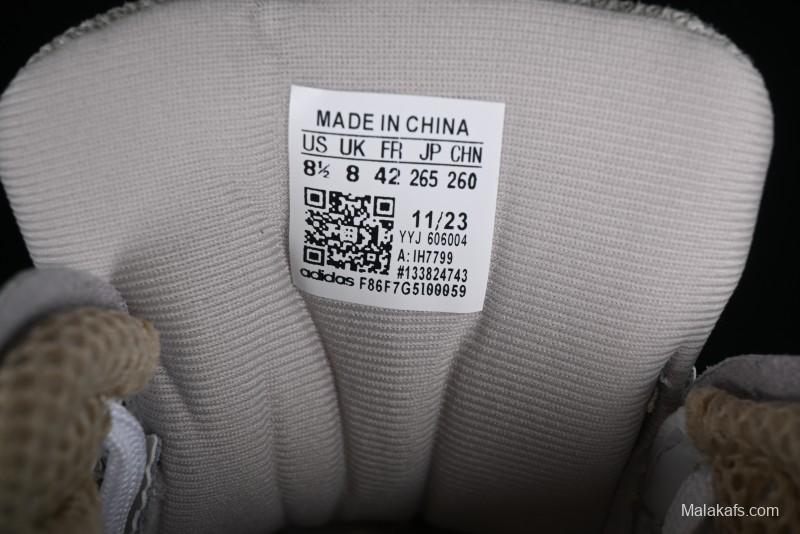 MADE IN CHINA
US UK FR JP CHN
8½ 8 42 265 260
11/23
YYJ 606004
A: IH7799
#133824743
adidas F86F7G5100059
Malakafs.com